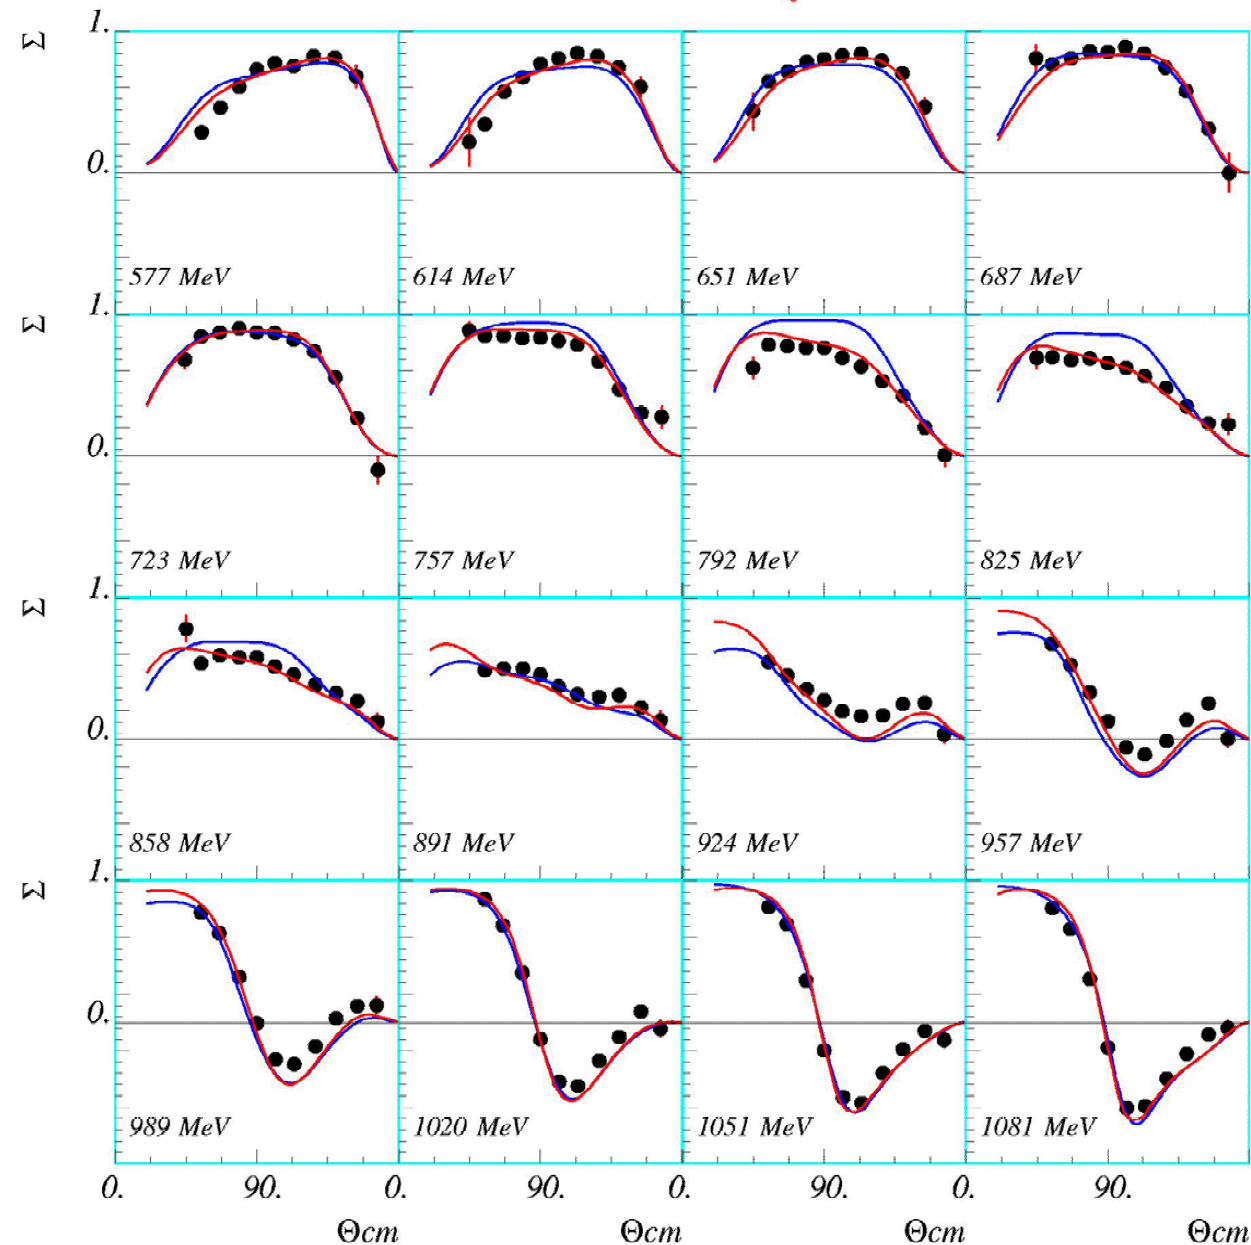 1.
Σ
0.
577 MeV 614 MeV 651 MeV 687 MeV
1.
Σ
0.
723 MeV 757 MeV 792 MeV 825 MeV
1.
Σ
0.
858 MeV 891 MeV 924 MeV 957 MeV
1.
Σ
0.
989 MeV 1020 MeV 1051 MeV 1081 MeV
0. 90. 0. 90. 0. 90. 0. 90.
Θcm Θcm Θcm Θcm